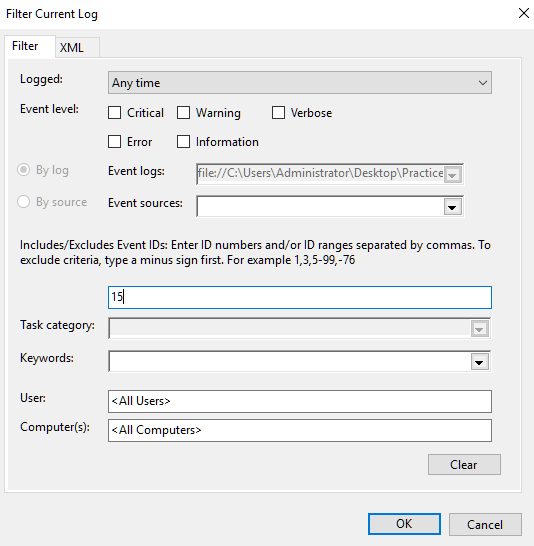 Filter Current Log
Filter XML
Logged: Any time
Event level: Critical Warning Verbose
Error Information
By log Event logs: file://C:\Users\Administrator\Desktop\Practice
By source Event sources:
Includes/Excludes Event IDs: Enter ID numbers and/or ID ranges separated by commas. To
exclude criteria, type a minus sign first. For example 1,3,5-99,-76
15
Task category:
Keywords:
User: <All Users>
Computer(s): <All Computers>
Clear
OK Cancel